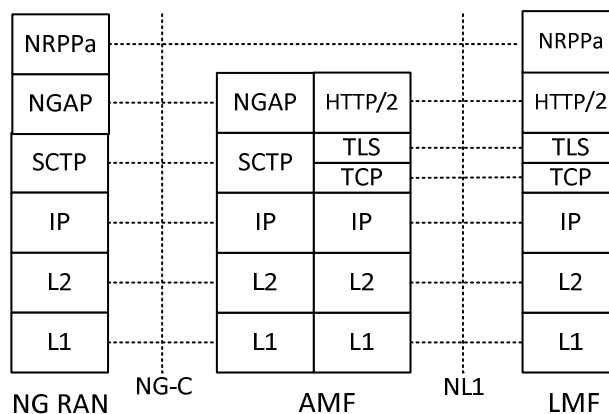 NRPPa NRPPa
NGAP NGAP HTTP/2 HTTP/2
SCTP SCTP TLS TLS
TCP TCP
IP IP IP IP
L2 L2 L2 L2
L1 L1 L1 L1
NG-C NL1
NG RAN AMF LMF